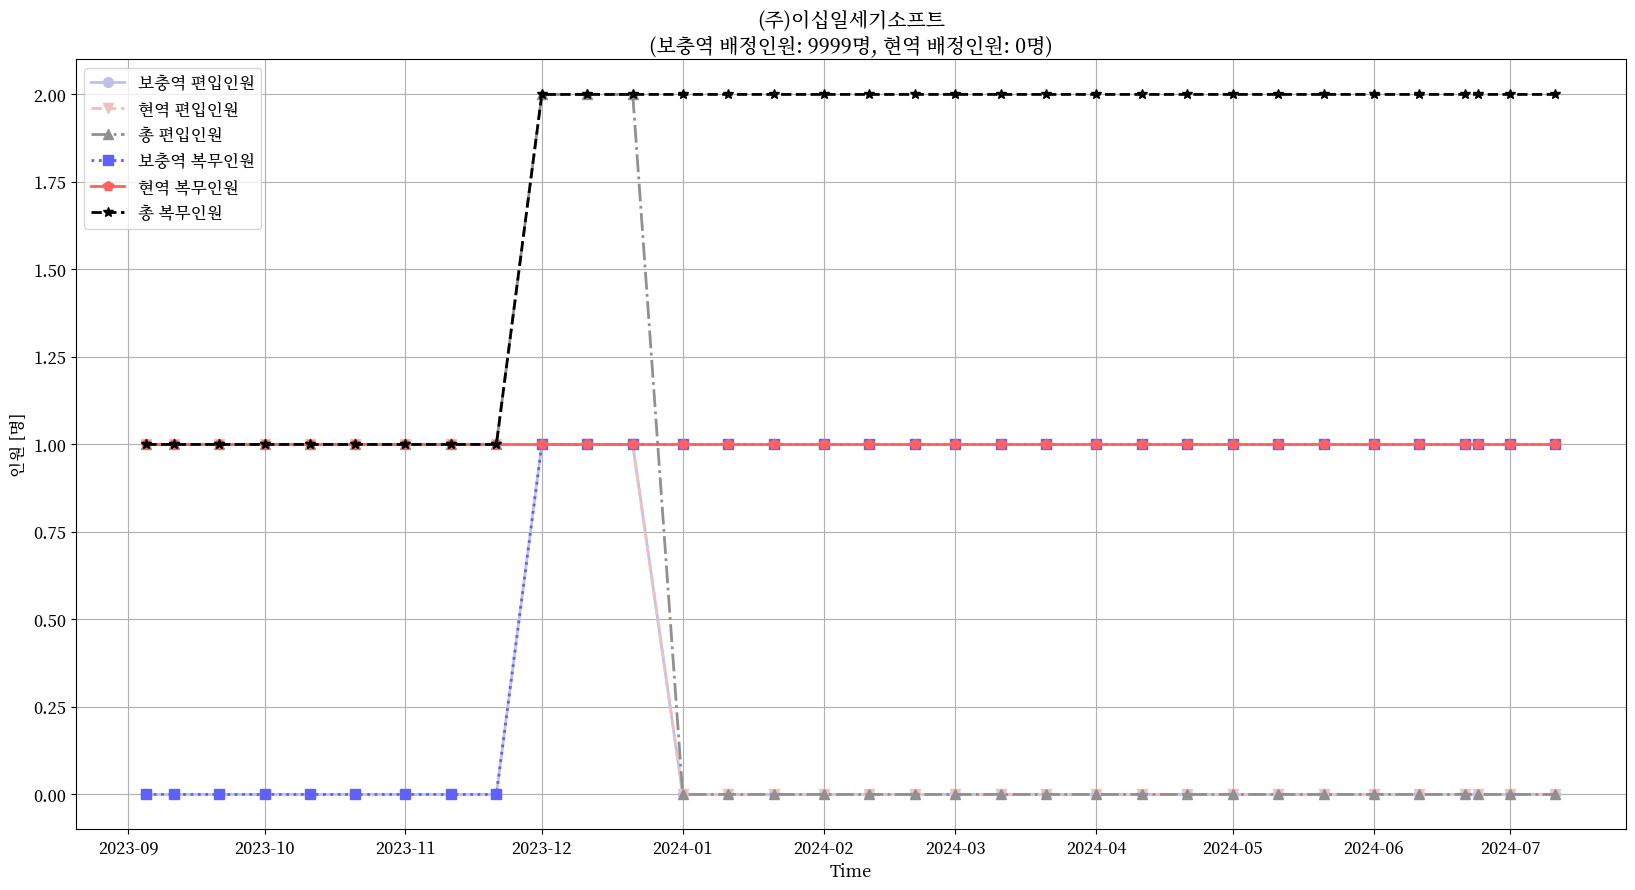 (주)이십일세기소프트
(보충역 배정인원: 9999명, 현역 배정인원: 0명)
보충역 편입인원
현역 편입인원
총 편입인원
보충역 복무인원
현역 복무인원
총 복무인원
인원 [명]
2.00
1.75
1.50
1.25
1.00
0.75
0.50
0.25
0.00
2023-09 2023-10 2023-11 2023-12 2024-01 2024-02 2024-03 2024-04 2024-05 2024-06 2024-07
Time